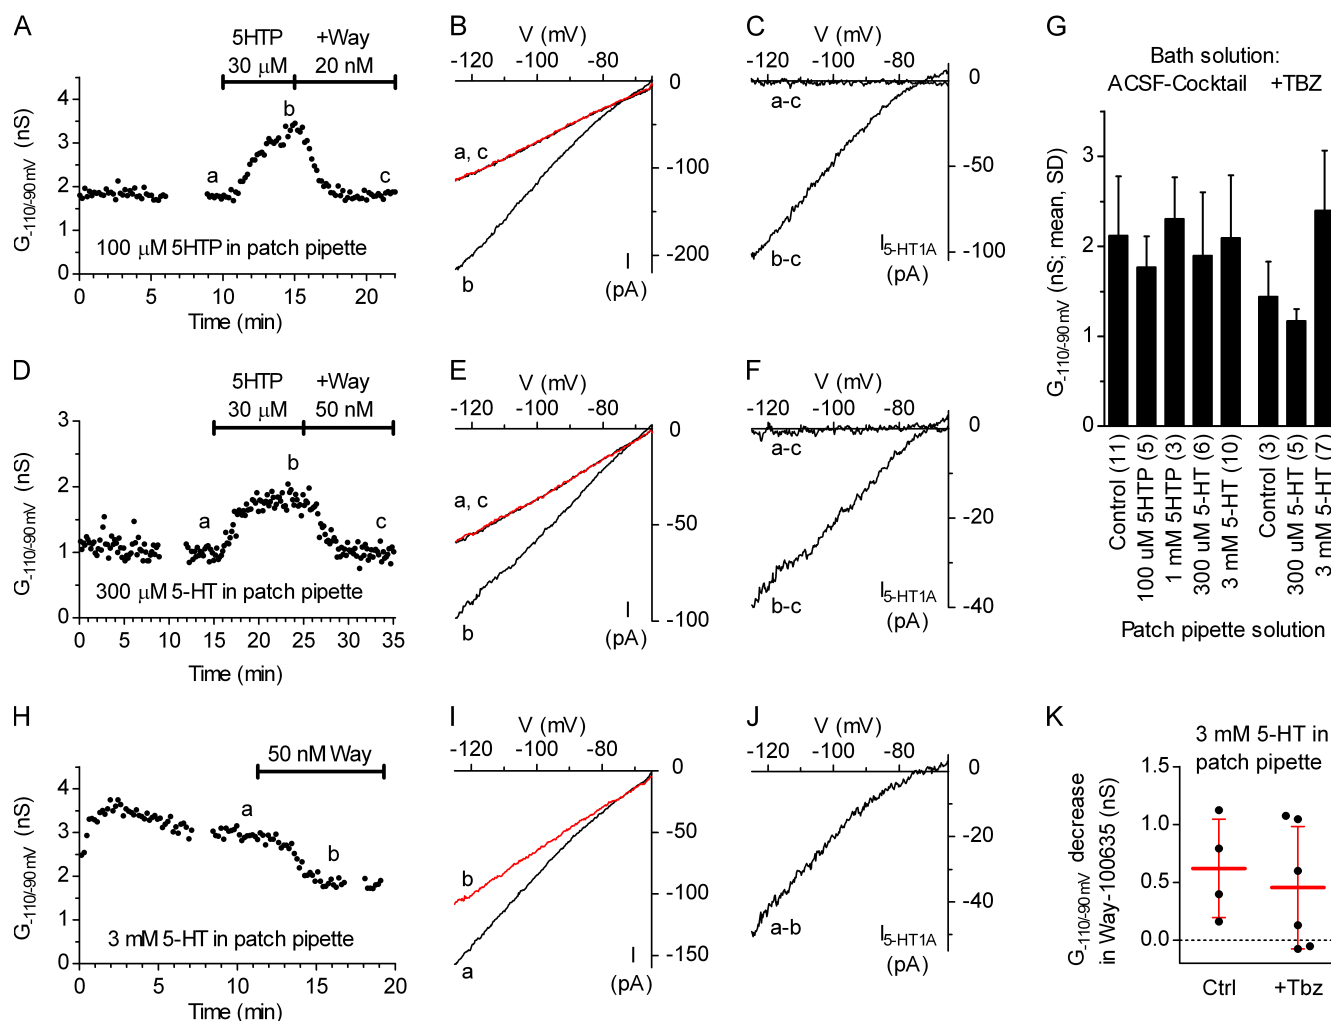 A
5HTP +Way
30 µM 20 nM
G-110/-90mV (nS)
4
3
2
1
0
a
b
c
100 µM 5HTP in patch pipette
0 5 10 15 20
Time (min)
B
V (mV)
-120 -100 -80
0
-100
-200
a, c
b
I
(pA)
C
V (mV)
-120 -100 -80
0
-50
-100
a-c
b-c
I5-HT1A
(pA)
D
5HTP +Way
30 µM 50 nM
G-110/-90mV (nS)
3
2
1
0
a
b
c
300 µM 5-HT in patch pipette
0 5 10 15 20 25 30 35
Time (min)
E
V (mV)
-120 -100 -80
0
-50
-100
a, c
b
I
(pA)
F
V (mV)
-120 -100 -80
0
-20
-40
a-c
b-c
I5-HT1A
(pA)
G
Bath solution:
ACSF-Cocktail +TBZ
G-110/-90mV (nS; mean, SD)
3
2
1
0
Control (11)
100 uM 5HTP (5)
1 mM 5HTP (3)
300 uM 5-HT (6)
3 mM 5-HT (10)
Control (3)
300 uM 5-HT (5)
3 mM 5-HT (7)
Patch pipette solution
H
50 nM Way
G-110/-90mV (nS)
4
3
2
1
0
a
b
3 mM 5-HT in patch pipette
0 5 10 15 20
Time (min)
I
V (mV)
-120 -100 -80
0
-50
-100
-150
b
a
I
(pA)
J
V (mV)
-120 -100 -80
0
-20
-40
a-b
I5-HT1A
(pA)
K
3 mM 5-HT in
patch pipette
G-110/-90mV decrease
in Way-100635 (nS)
1.5
1.0
0.5
0.0
Ctrl +Tbz